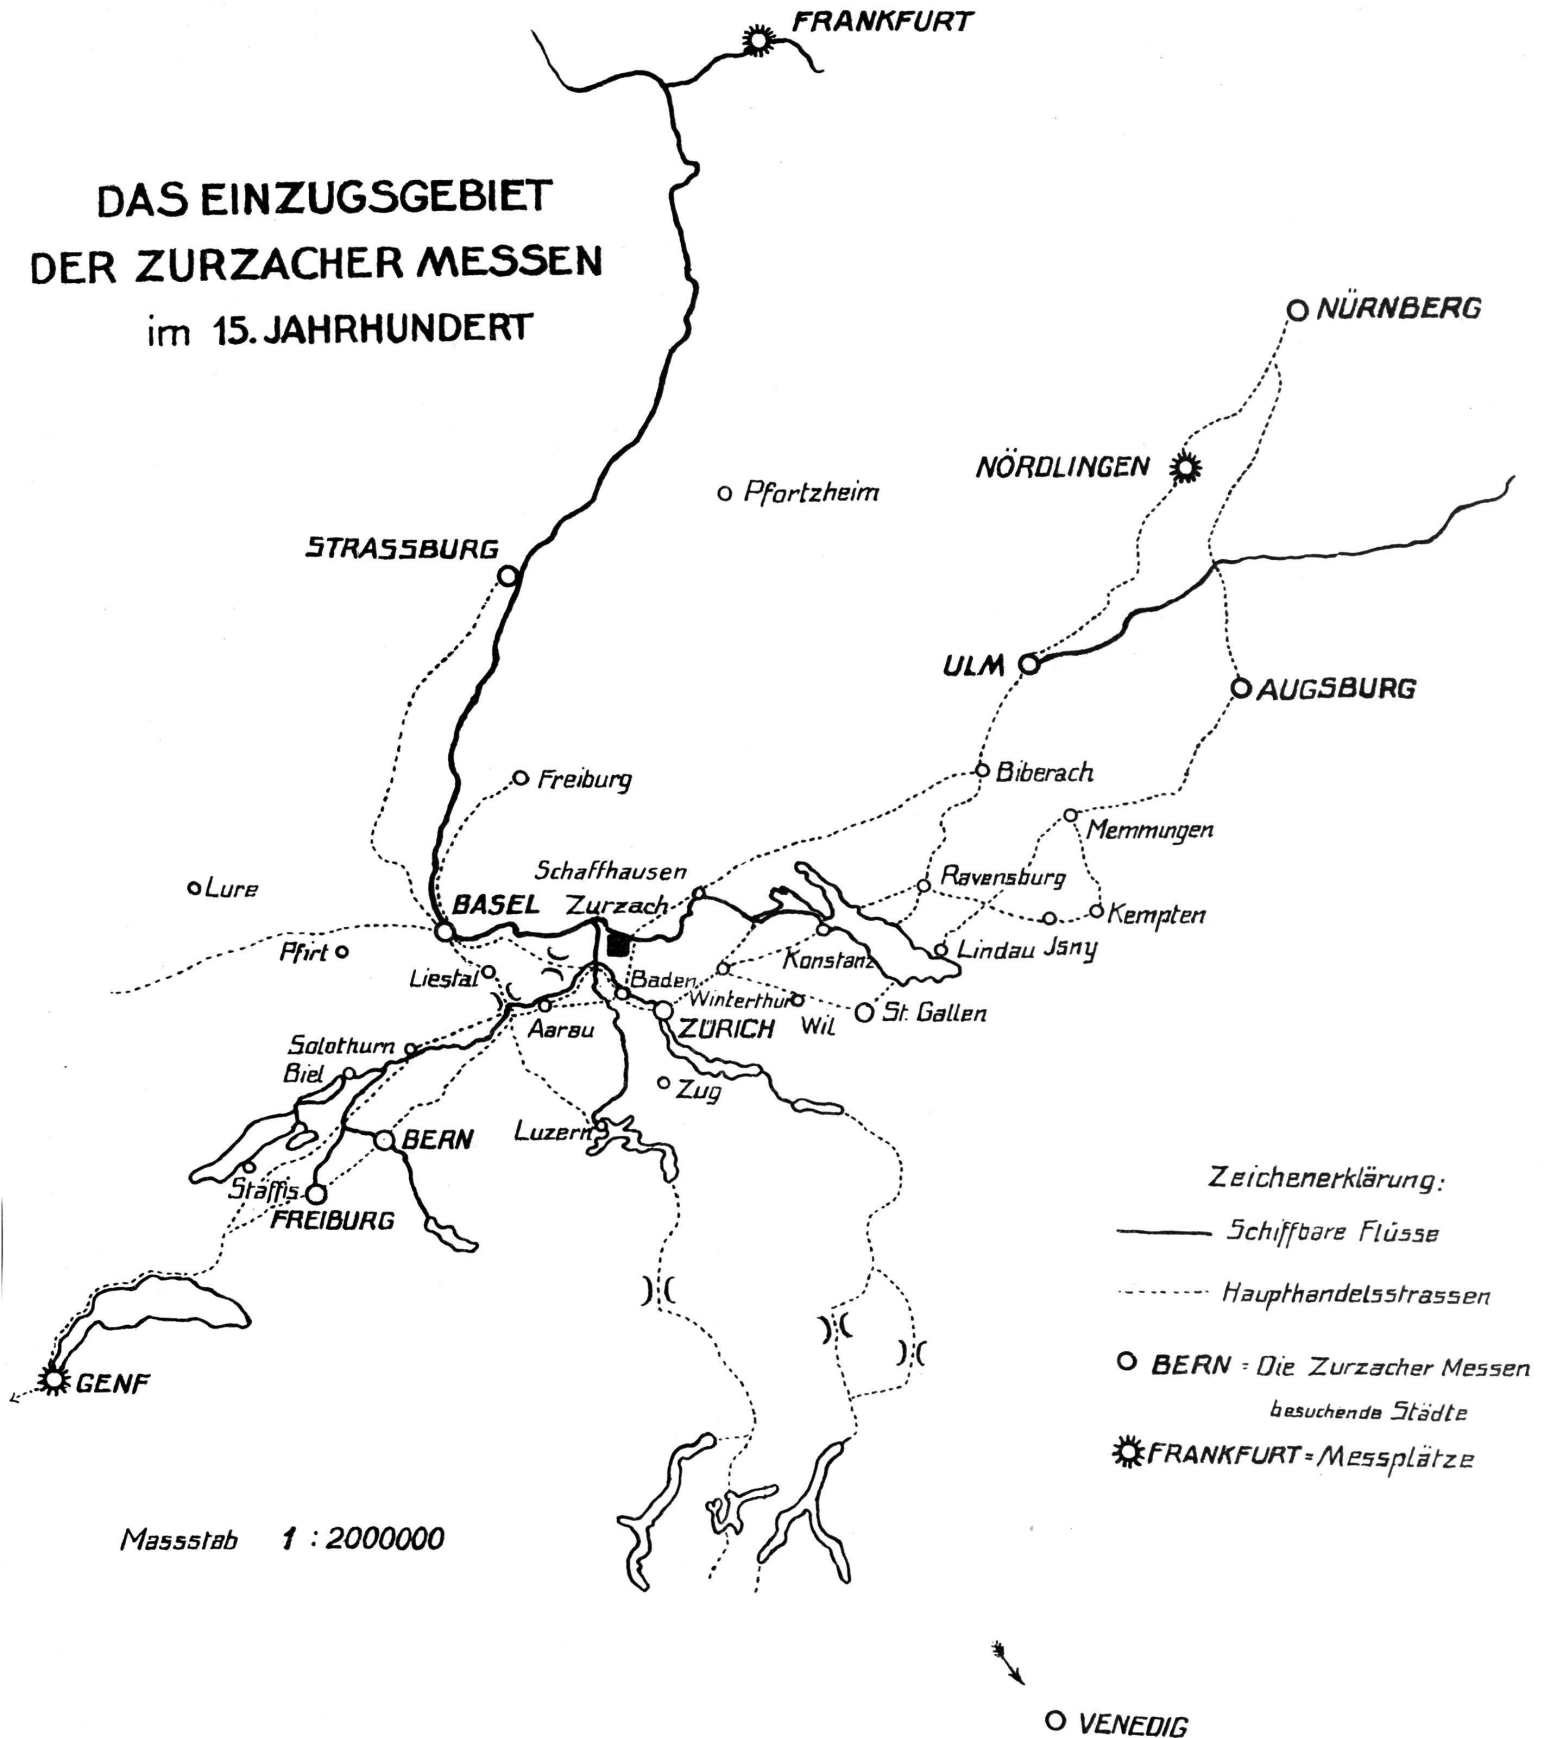 FRANKFURT
DAS EINZUGSGEBIET
DER ZURZACHER MESSEN
im 15. JAHRHUNDERT
NÜRNBERG
NÖRDLINGEN
Pfortzheim
STRASSBURG
ULM
AUGSBURG
Freiburg
Biberach
Memmungen
Schaffhausen
Ravensburg
Lure
BASEL
Zurzach
Kempten
Pfirt
Konstanz
Lindau
Jsny
Liestal
Baden
Winterthur
Aarau
ZÜRICH
Wil
St. Gallen
Solothurn
Biel
Zug
Luzern
BERN
Stäffis
FREIBURG
GENF
Zeichenerklärung:
Schiffbare Flüsse
Haupthandelsstrassen
BERN = Die Zurzacher Messen
besuchende Städte
FRANKFURT = Messplätze
Massstab 1 : 2000000
VENEDIG